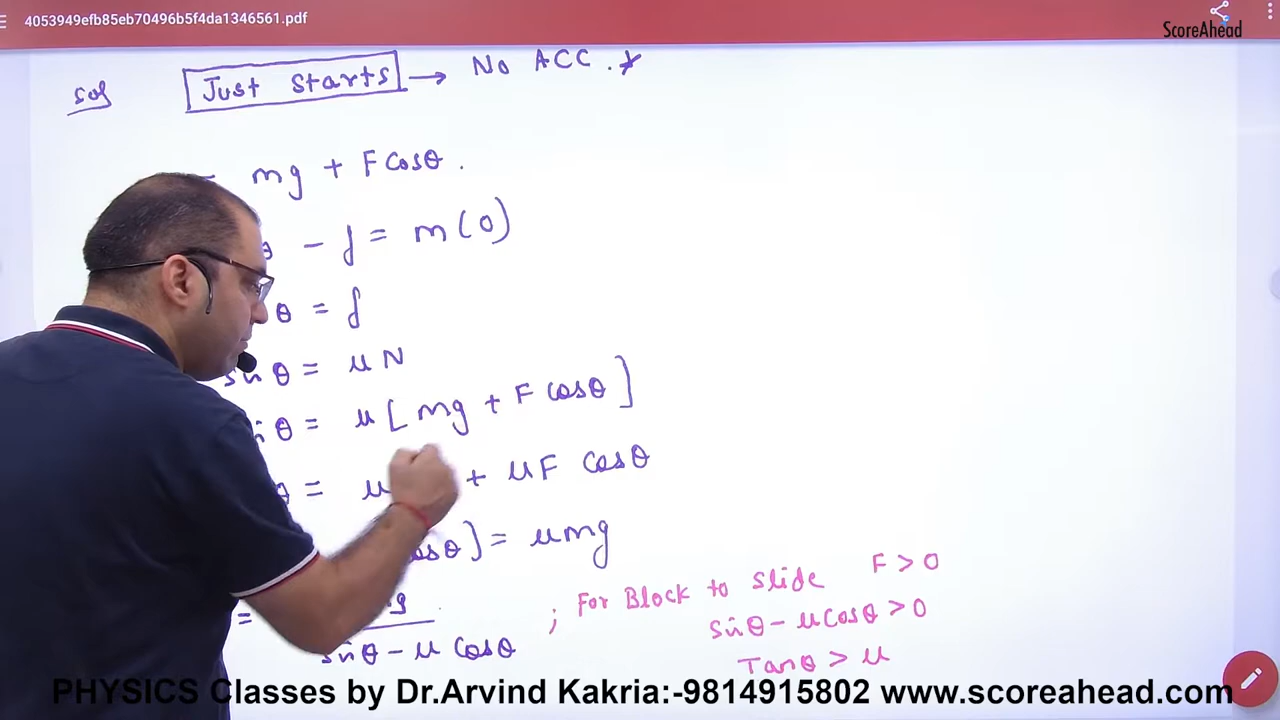 4053949efb85eb70496b5f4da1346561.pdf
ScoreAhead
Sol Just Starts → No ACC. *
mg + F Cosθ.
- f = m(0)
θ = f
Sin θ = μN
θ = μ[mg + F Cosθ]
θ = μ + μF Cosθ
Cosθ] = μmg
=
Sinθ - μ Cosθ
; For Block to Slide F > 0
Sinθ - μCosθ > 0
Tanθ > μ
PHYSICS Classes by Dr.Arvind Kakria:-9814915802 www.scoreahead.com